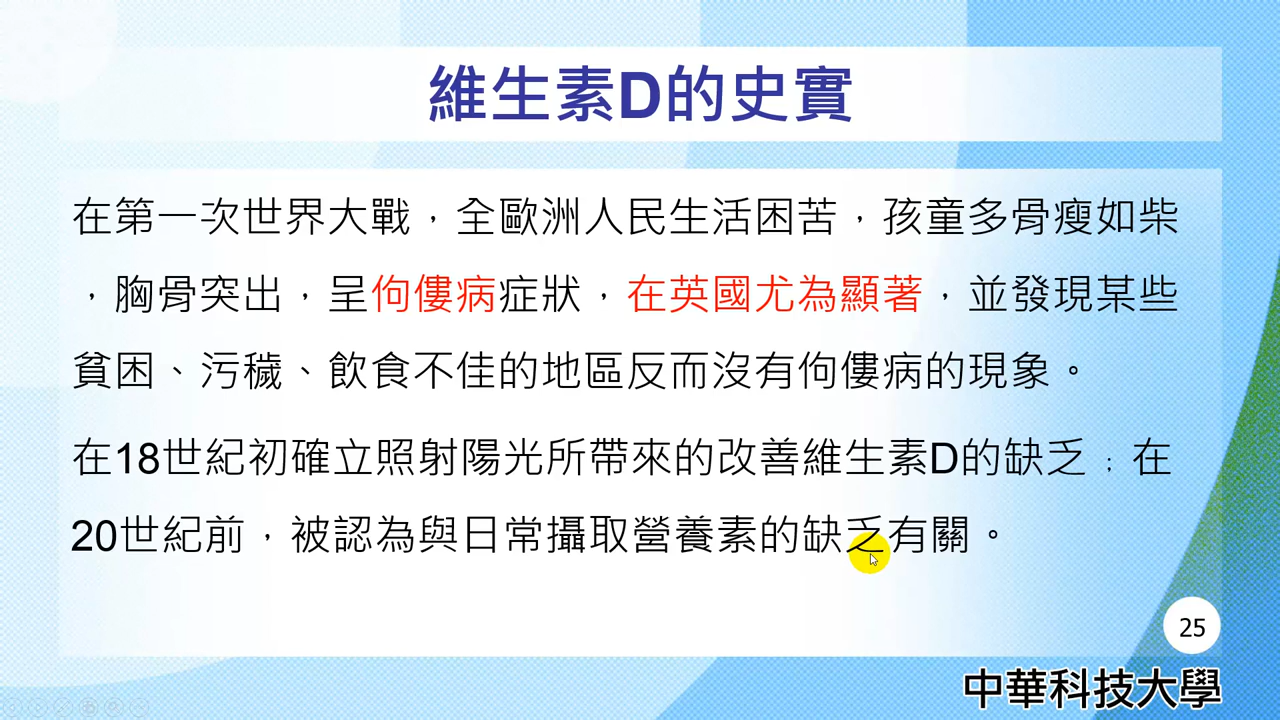 維生素D的史實
在第一次世界大戰，全歐洲人民生活困苦，孩童多骨瘦如柴
，胸骨突出，呈佝僂病症狀，在英國尤為顯著，並發現某些
貧困、污穢、飲食不佳的地區反而沒有佝僂病的現象。
在18世紀初確立照射陽光所帶來的改善維生素D的缺乏；在
20世紀前，被認為與日常攝取營養素的缺乏有關。
25
中華科技大學